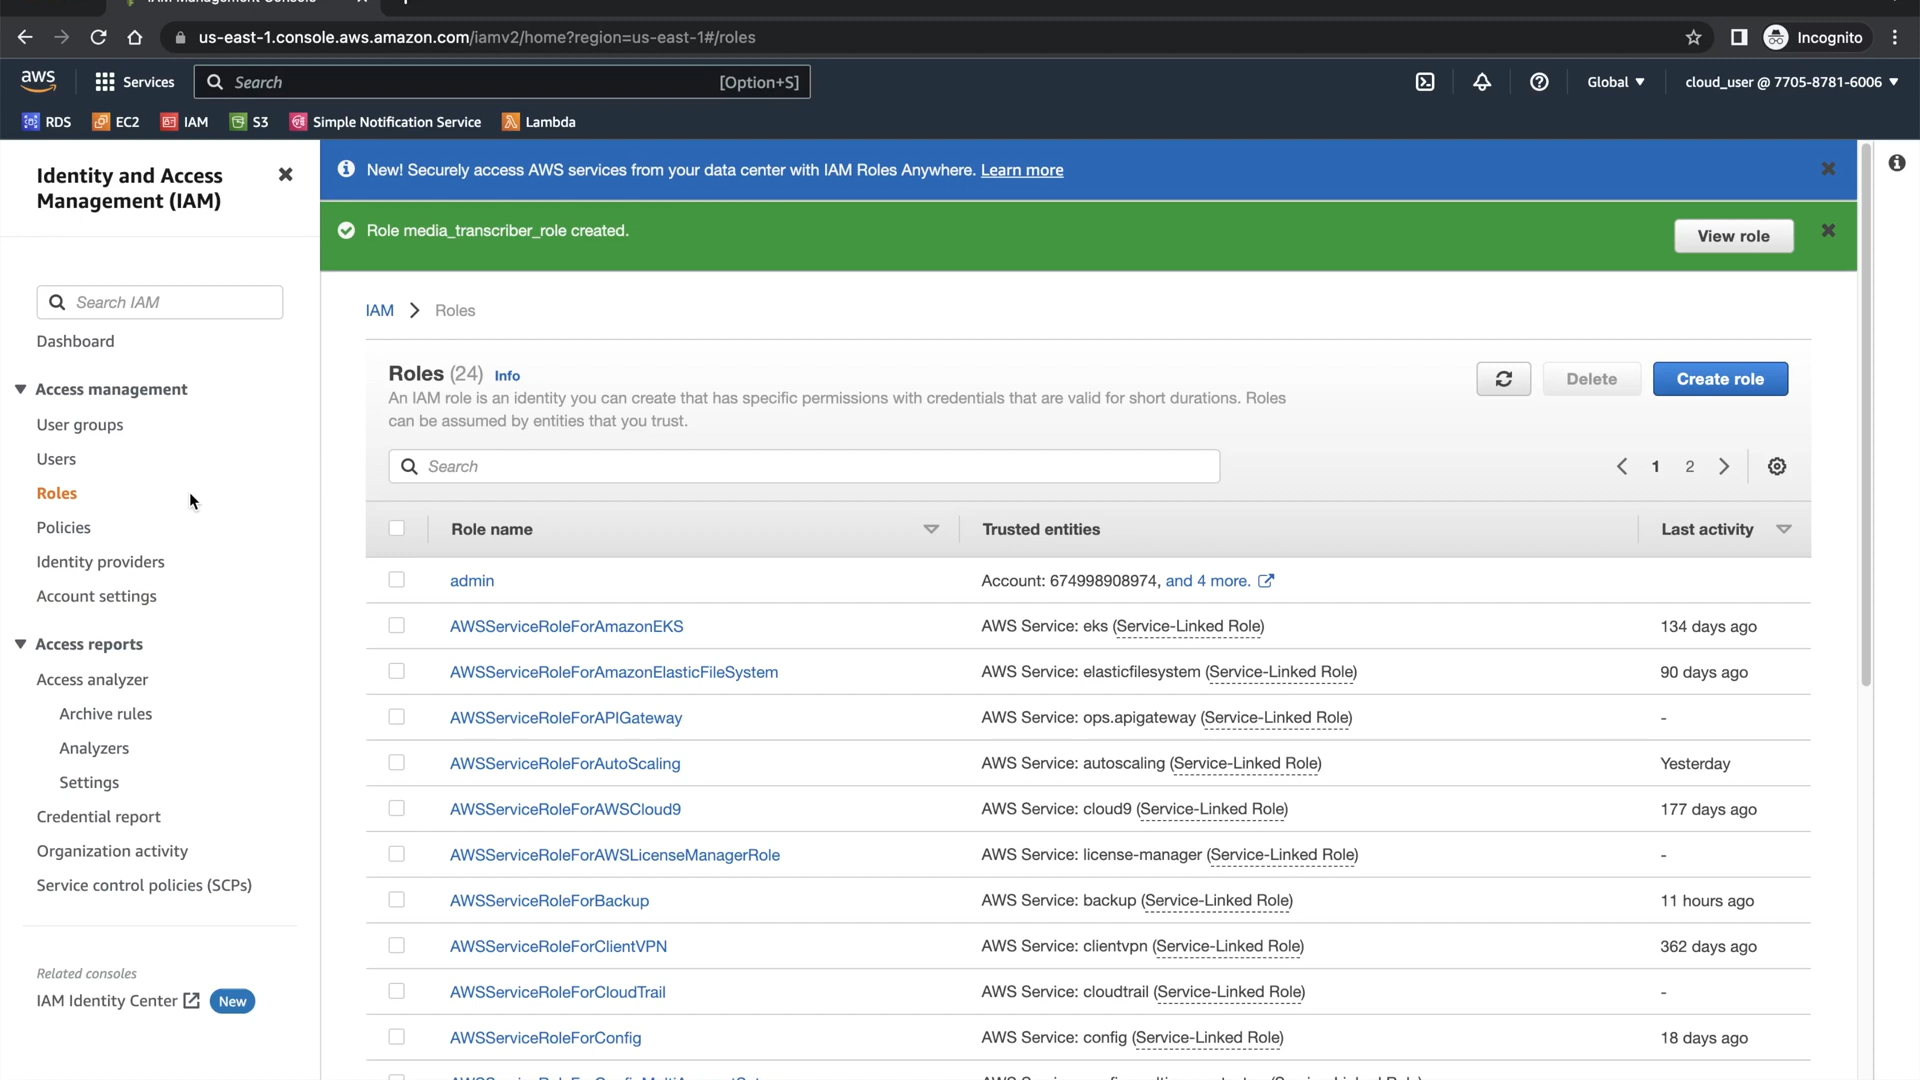 us-east-1.console.aws.amazon.com/iamv2/home?region=us-east-1#/roles
Incognito
aws
Services
Search
[Option+S]
Global
cloud_user @ 7705-8781-6006
RDS
EC2
IAM
S3
Simple Notification Service
Lambda
Identity and Access
Management (IAM)
Search IAM
Dashboard
Access management
User groups
Users
Roles
Policies
Identity providers
Account settings
Access reports
Access analyzer
Archive rules
Analyzers
Settings
Credential report
Organization activity
Service control policies (SCPs)
Related consoles
IAM Identity Center New
New! Securely access AWS services from your data center with IAM Roles Anywhere. Learn more
Role media_transcriber_role created.
View role
IAM > Roles
Roles (24) Info
An IAM role is an identity you can create that has specific permissions with credentials that are valid for short durations. Roles
can be assumed by entities that you trust.
Delete
Create role
Search
1 2
Role name Trusted entities Last activity
admin Account: 674998908974, and 4 more.
AWSServiceRoleForAmazonEKS AWS Service: eks (Service-Linked Role) 134 days ago
AWSServiceRoleForAmazonElasticFileSystem AWS Service: elasticfilesystem (Service-Linked Role) 90 days ago
AWSServiceRoleForAPIGateway AWS Service: ops.apigateway (Service-Linked Role) -
AWSServiceRoleForAutoScaling AWS Service: autoscaling (Service-Linked Role) Yesterday
AWSServiceRoleForAWSCloud9 AWS Service: cloud9 (Service-Linked Role) 177 days ago
AWSServiceRoleForAWSLicenseManagerRole AWS Service: license-manager (Service-Linked Role) -
AWSServiceRoleForBackup AWS Service: backup (Service-Linked Role) 11 hours ago
AWSServiceRoleForClientVPN AWS Service: clientvpn (Service-Linked Role) 362 days ago
AWSServiceRoleForCloudTrail AWS Service: cloudtrail (Service-Linked Role) -
AWSServiceRoleForConfig AWS Service: config (Service-Linked Role) 18 days ago